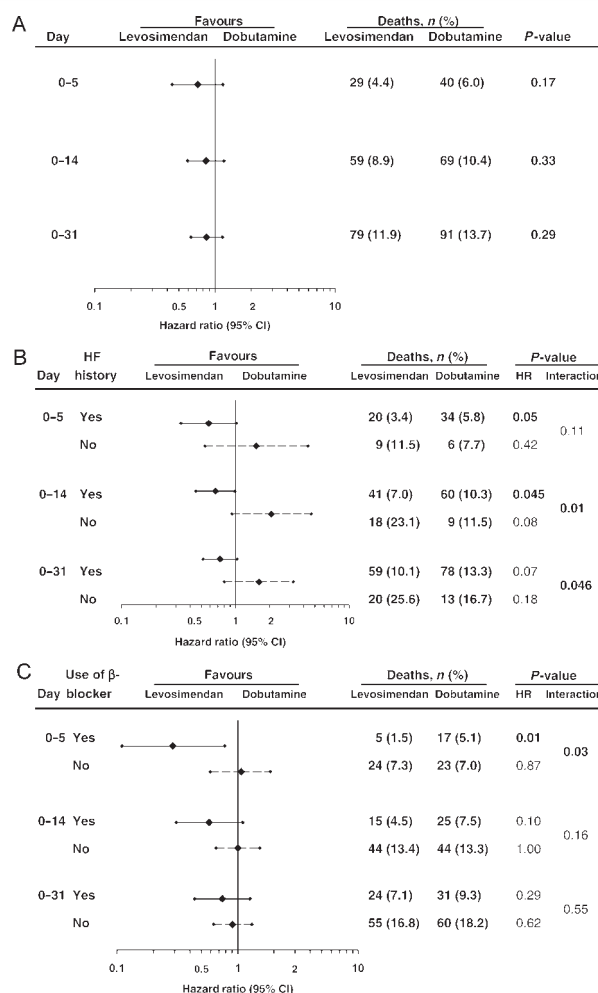 A
Favours
Deaths, n (%)
Day Levosimendan Dobutamine Levosimendan Dobutamine P-value
0–5 29 (4.4) 40 (6.0) 0.17
0–14 59 (8.9) 69 (10.4) 0.33
0–31 79 (11.9) 91 (13.7) 0.29
0.1 0.5 1 2 10
Hazard ratio (95% CI)
B
HF Favours Deaths, n (%) P-value
Day history Levosimendan Dobutamine Levosimendan Dobutamine HR Interaction
0–5 Yes 20 (3.4) 34 (5.8) 0.05
0.11
No 9 (11.5) 6 (7.7) 0.42
0–14 Yes 41 (7.0) 60 (10.3) 0.045
0.01
No 18 (23.1) 9 (11.5) 0.08
0–31 Yes 59 (10.1) 78 (13.3) 0.07
0.046
No 20 (25.6) 13 (16.7) 0.18
0.1 0.5 1 2 10
Hazard ratio (95% CI)
C
Use of β- Favours Deaths, n (%) P-value
Day blocker Levosimendan Dobutamine Levosimendan Dobutamine HR Interaction
0–5 Yes 5 (1.5) 17 (5.1) 0.01
0.03
No 24 (7.3) 23 (7.0) 0.87
0–14 Yes 15 (4.5) 25 (7.5) 0.10
0.16
No 44 (13.4) 44 (13.3) 1.00
0–31 Yes 24 (7.1) 31 (9.3) 0.29
0.55
No 55 (16.8) 60 (18.2) 0.62
0.1 0.5 1 2 10
Hazard ratio (95% CI)